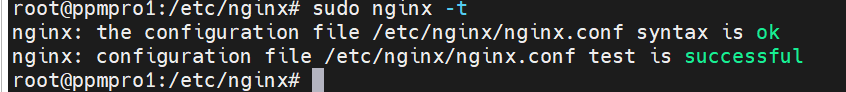 root@ppmpro1:/etc/nginx# sudo nginx -t
nginx: the configuration file /etc/nginx/nginx.conf syntax is ok
nginx: configuration file /etc/nginx/nginx.conf test is successful
root@ppmpro1:/etc/nginx#